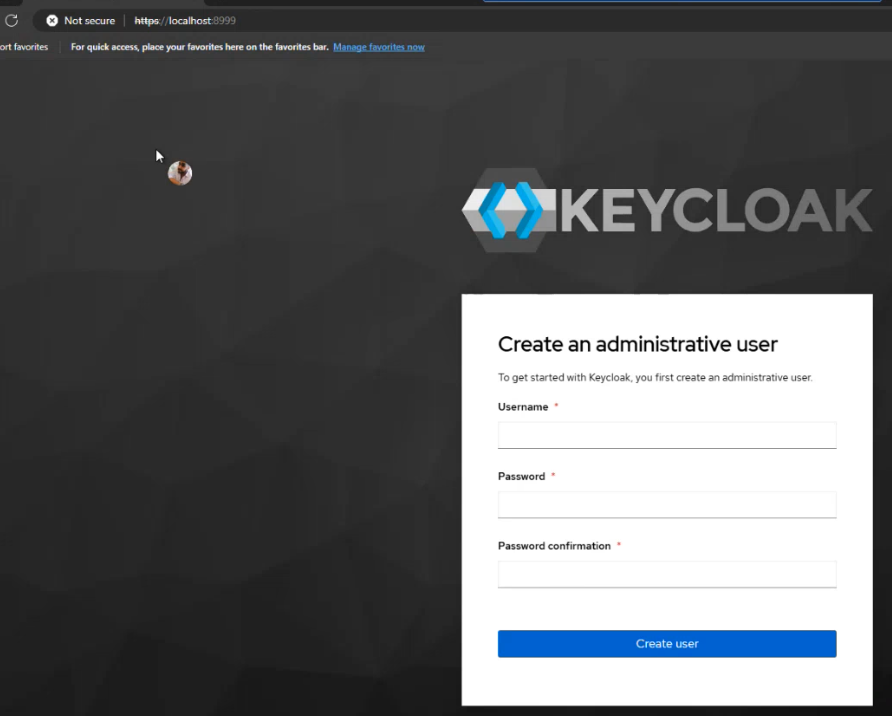 Not secure https://localhost:8999
ort favorites For quick access, place your favorites here on the favorites bar. Manage favorites now
KEYCLOAK
Create an administrative user
To get started with Keycloak, you first create an administrative user.
Username *
Password *
Password confirmation *
Create user